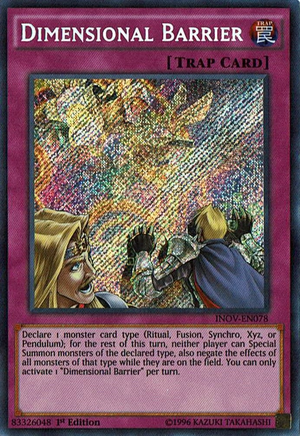 DIMENSIONAL BARRIER
TRAP
罠
[TRAP CARD]
INOV-EN078
Declare 1 monster card type (Ritual, Fusion, Synchro, Xyz, or
Pendulum); for the rest of this turn, neither player can Special
Summon monsters of the declared type, also negate the effects of
all monsters of that type while they are on the field. You can only
activate 1 "Dimensional Barrier" per turn.
83326048
1st Edition
©1996 KAZUKI TAKAHASHI